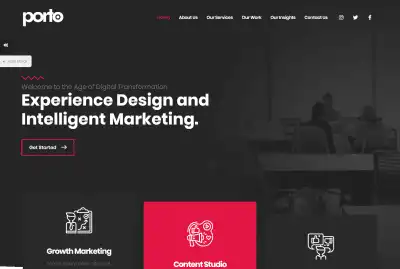 porto
Home About Us Our Services Our Work Our Insights Contact Us
Welcome to the Age of Digital Transformation
Experience Design and
Intelligent Marketing.
Get Started
Growth Marketing
Content Studio